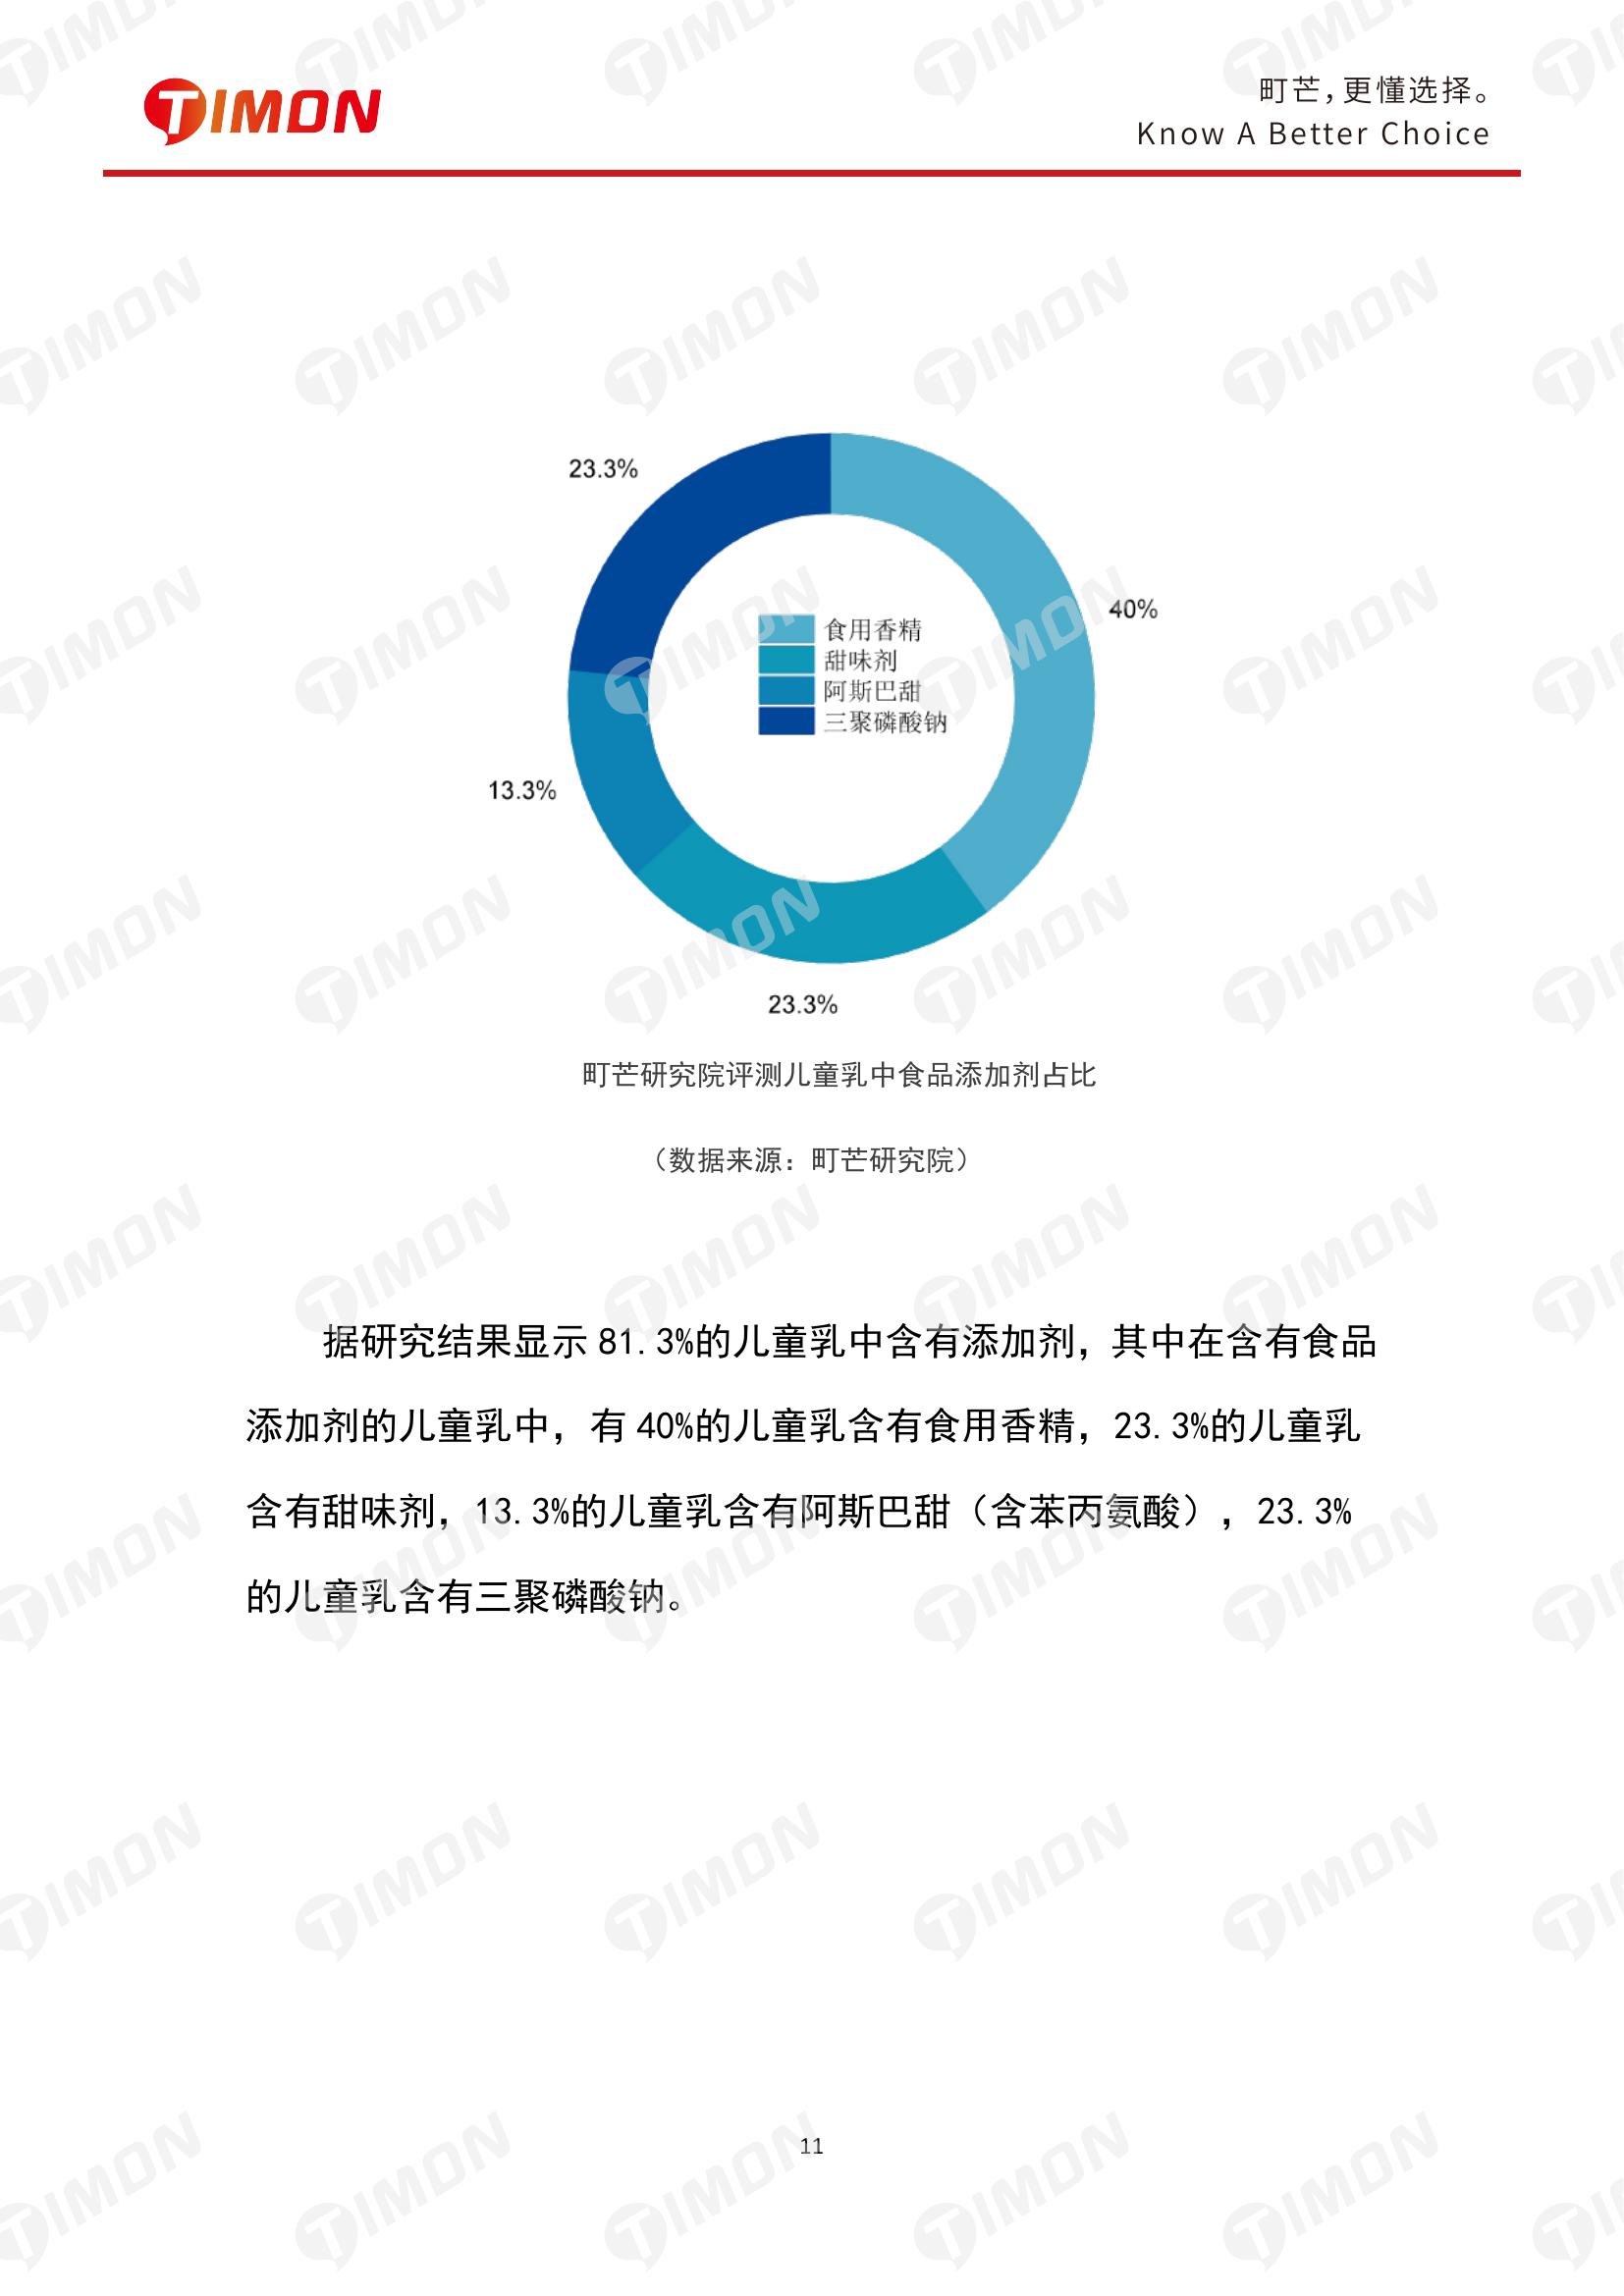 TIMON
町芒，更懂选择。
Know A Better Choice
23.3%
40%
食用香精
甜味剂
阿斯巴甜
三聚磷酸钠
13.3%
23.3%
町芒研究院评测儿童乳中食品添加剂占比
（数据来源：町芒研究院）
据研究结果显示 81.3%的儿童乳中含有添加剂，其中在含有食品
添加剂的儿童乳中，有 40%的儿童乳含有食用香精，23.3%的儿童乳
含有甜味剂，13.3%的儿童乳含有阿斯巴甜（含苯丙氨酸），23.3%
的儿童乳含有三聚磷酸钠。
11